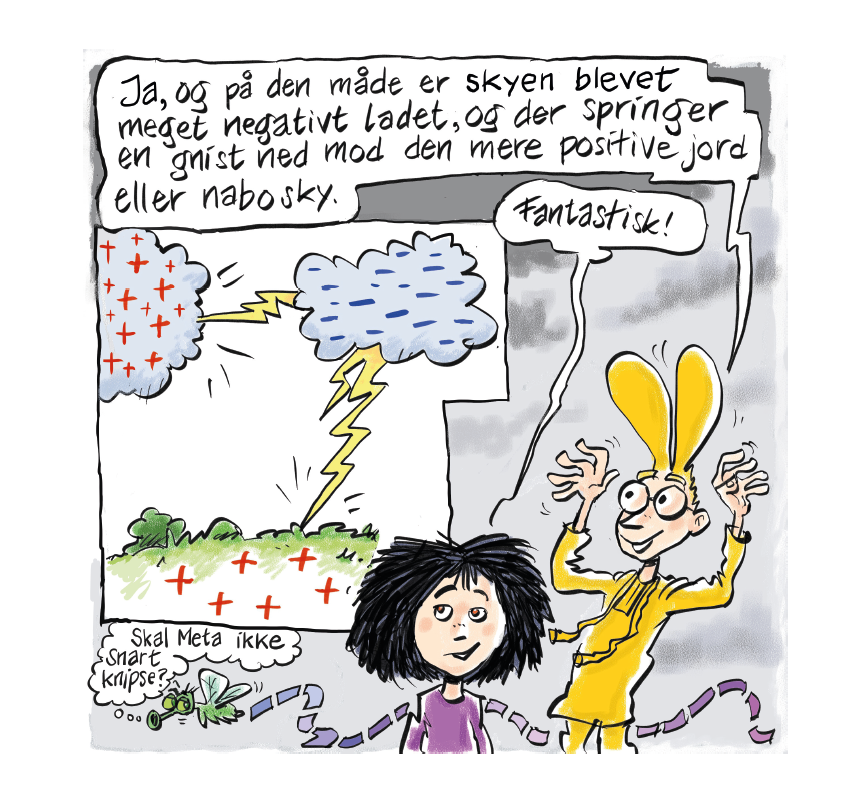 Ja, og på den måde er skyen blevet
meget negativt ladet, og der springer
en gnist ned mod den mere positive jord
eller nabosky.
Fantastisk!
Skal Meta ikke
snart
knipse?